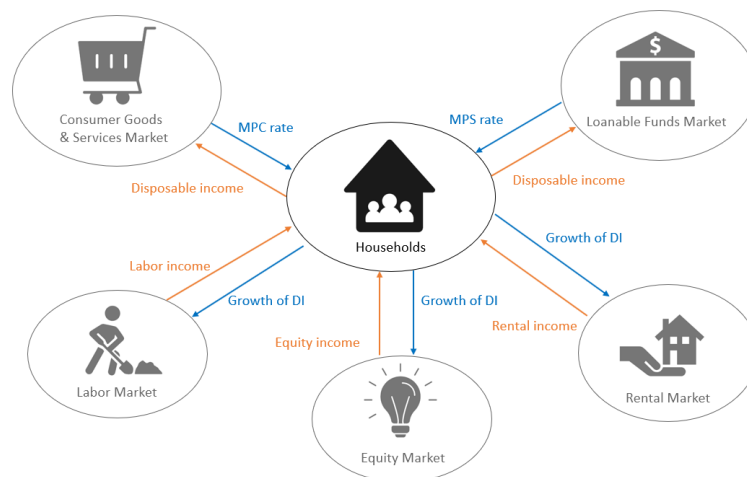 $
Consumer Goods
& Services Market
Loanable Funds Market
MPC rate
MPS rate
Disposable income
Disposable income
Households
Growth of DI
Labor income
Growth of DI
Growth of DI
Rental income
Equity income
Labor Market
Rental Market
Equity Market